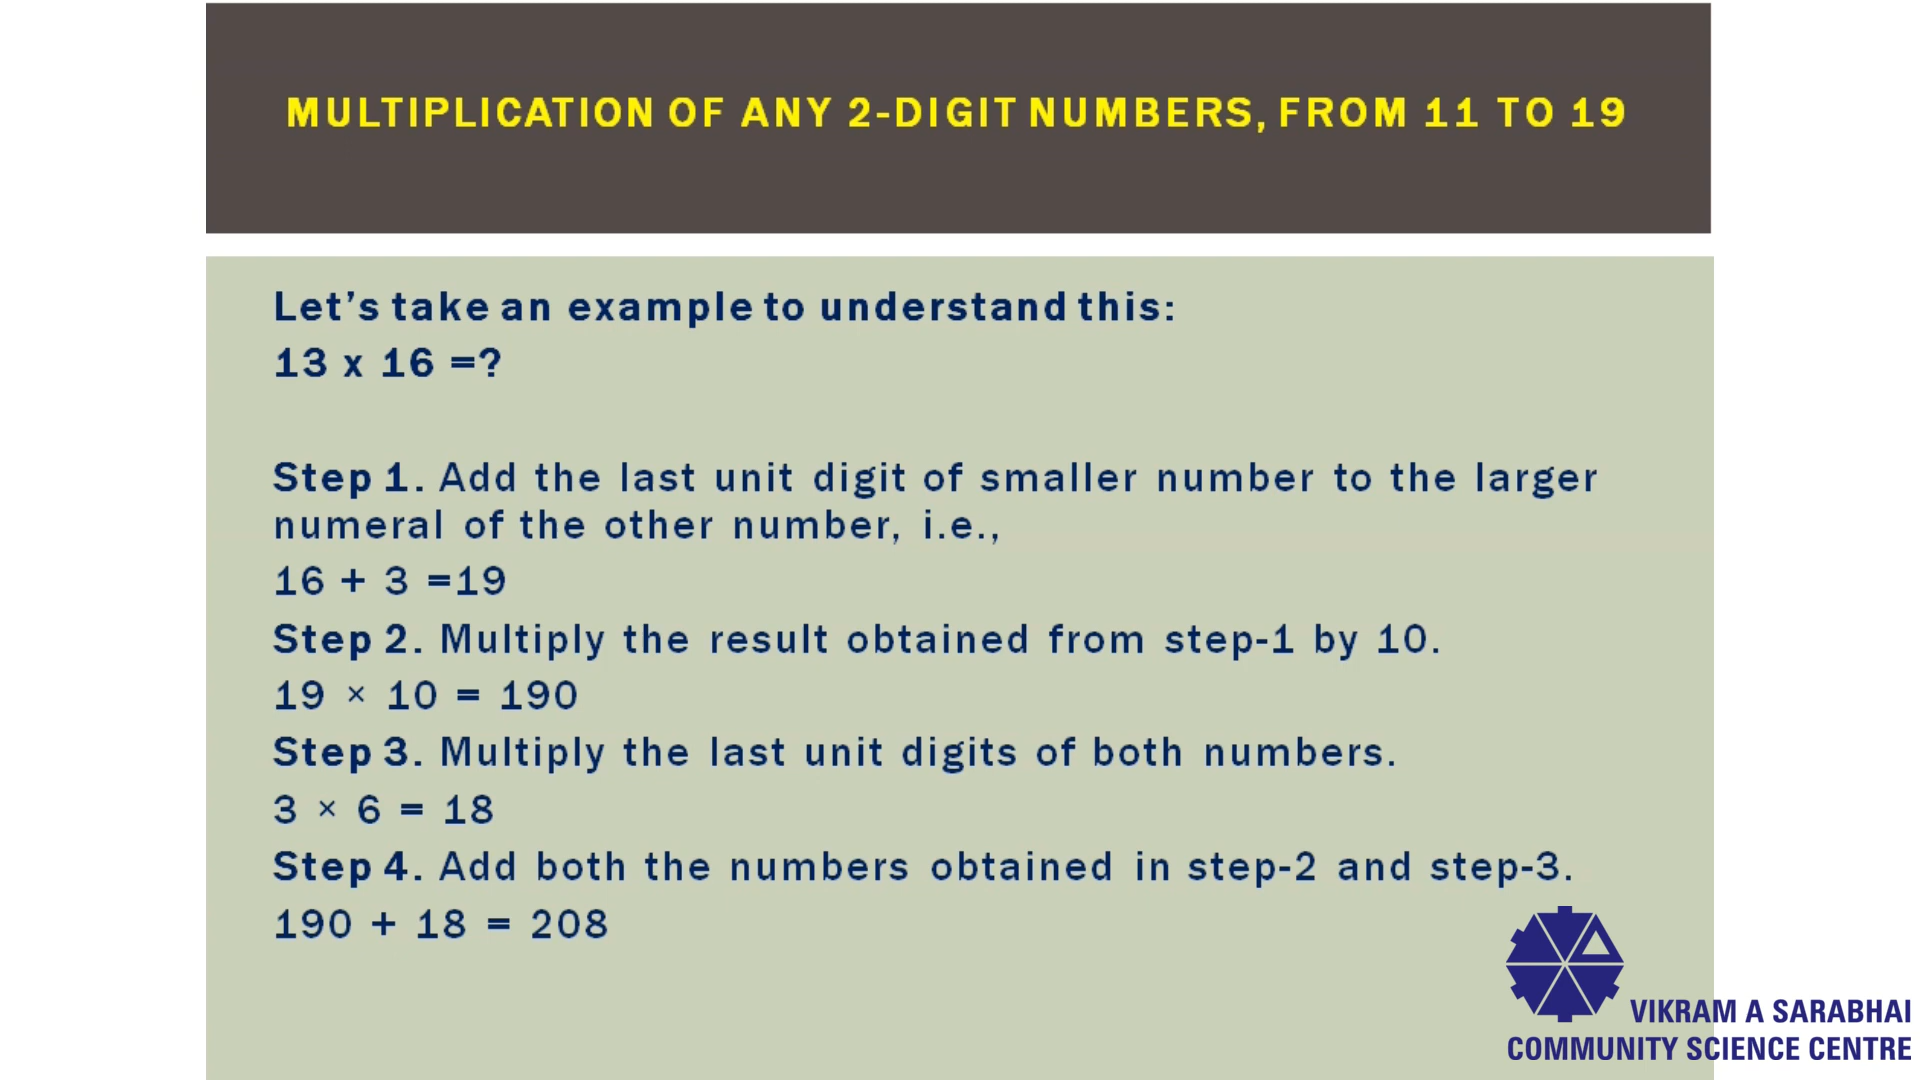 MULTIPLICATION OF ANY 2-DIGIT NUMBERS, FROM 11 TO 19
Let's take an example to understand this:
13 x 16 =?
Step 1. Add the last unit digit of smaller number to the larger
numeral of the other number, i.e.,
16 + 3 =19
Step 2. Multiply the result obtained from step-1 by 10.
19 × 10 = 190
Step 3. Multiply the last unit digits of both numbers.
3 × 6 = 18
Step 4. Add both the numbers obtained in step-2 and step-3.
190 + 18 = 208
VIKRAM A SARABHAI
COMMUNITY SCIENCE CENTRE